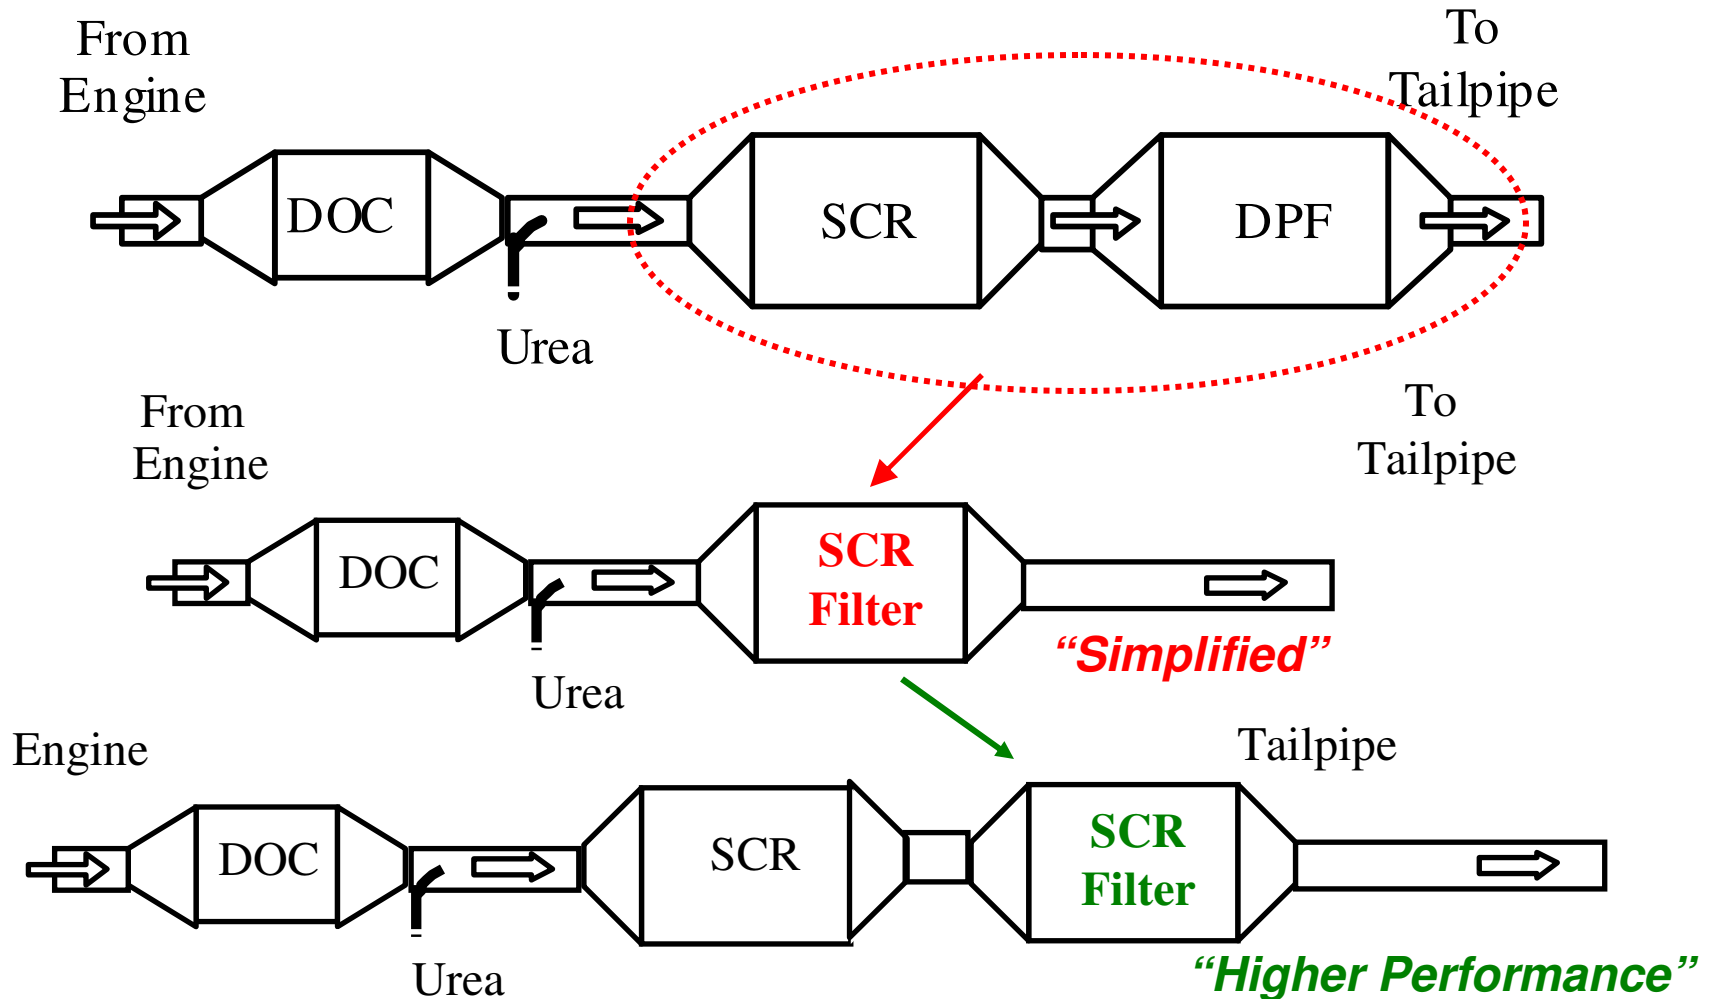 From
Engine
To
Tailpipe
DOC
SCR
DPF
Urea
From
Engine
To
Tailpipe
DOC
SCR
Filter
“Simplified”
Urea
Engine
Tailpipe
DOC
SCR
SCR
Filter
Urea
“Higher Performance”